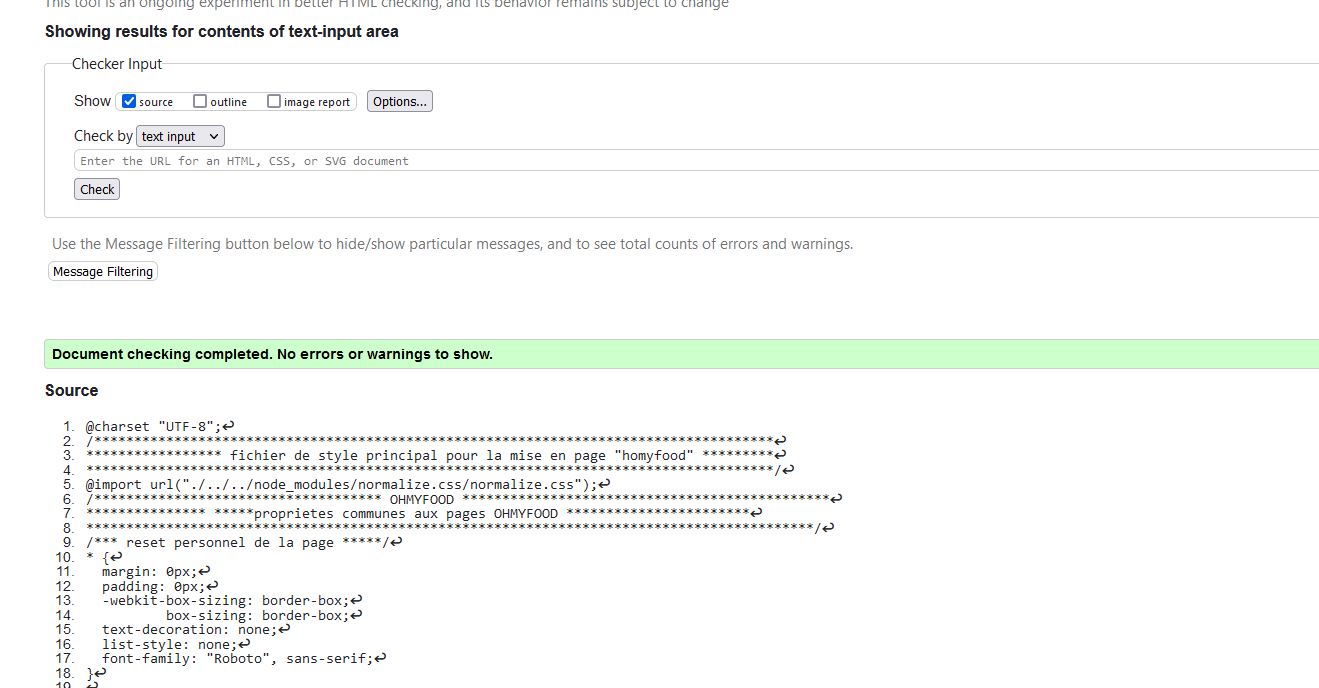 This tool is an ongoing experiment in better HTML checking, and its behavior remains subject to change
Showing results for contents of text-input area
Checker Input
Show source outline image report Options...
Check by text input
Enter the URL for an HTML, CSS, or SVG document
Check
Use the Message Filtering button below to hide/show particular messages, and to see total counts of errors and warnings.
Message Filtering
Document checking completed. No errors or warnings to show.
Source
1. @charset "UTF-8";↩
2. /*************************************************************************************↩
3. ***************** fichier de style principal pour la mise en page "homyfood" *********↩
4. **************************************************************************************/↩
5. @import url("./../../node_modules/normalize.css/normalize.css");↩
6. /************************************ OHMYFOOD **********************************************↩
7. *************** *****proprietes communes aux pages OHMYFOOD ***********************↩
8. *******************************************************************************************/↩
9. /*** reset personnel de la page *****/↩
10. * {↩
11. margin: 0px;↩
12. padding: 0px;↩
13. -webkit-box-sizing: border-box;↩
14. box-sizing: border-box;↩
15. text-decoration: none;↩
16. list-style: none;↩
17. font-family: "Roboto", sans-serif;↩
18. }↩
19. ↩